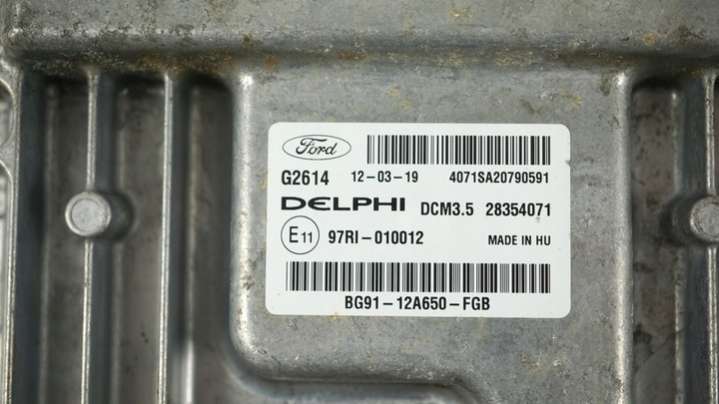 Ford
G2614 12-03-19 4071SA20790591
DELPHI DCM3.5 28354071
E11 97RI-010012 MADE IN HU
BG91-12A650-FGB